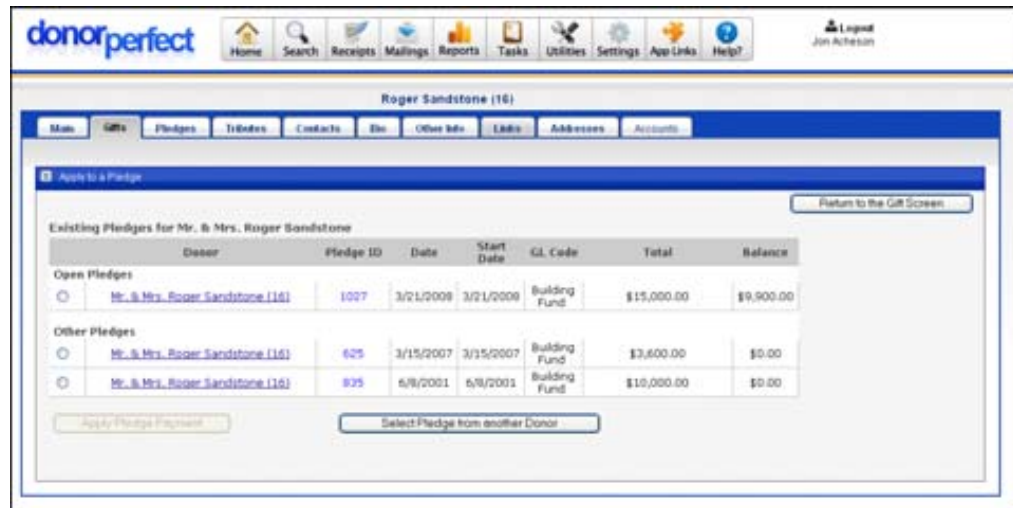 donorperfect
Home Search Receipts Mailings Reports Tasks Utilities Settings App Links Help?
Logout
Jon Acheson
Roger Sandstone (16)
Main Gifts Pledges Tributes Contacts Bio Other Info Links Addresses Accounts
Apply to a Pledge
Return to the Gift Screen
Existing Pledges for Mr. & Mrs. Roger Sandstone
Donor Pledge ID Date Start Date GL Code Total Balance
Open Pledges
Mr. & Mrs. Roger Sandstone (16) 1027 3/21/2008 3/21/2008 Building Fund $15,000.00 $9,900.00
Other Pledges
Mr. & Mrs. Roger Sandstone (16) 625 3/15/2007 3/15/2007 Building Fund $3,600.00 $0.00
Mr. & Mrs. Roger Sandstone (16) 835 6/8/2001 6/8/2001 Building Fund $10,000.00 $0.00
Apply Pledge Payment Select Pledge from another Donor